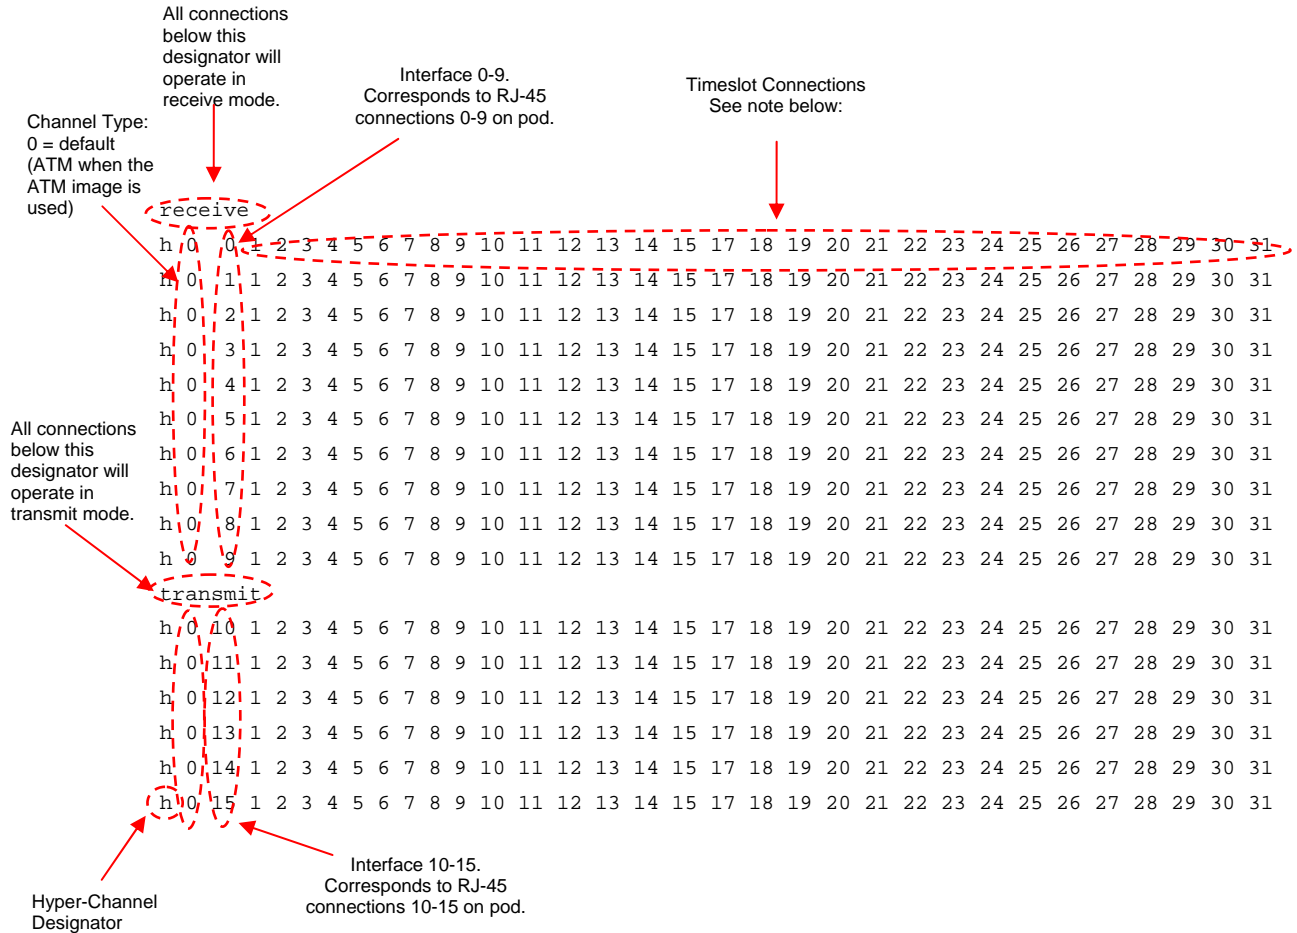 All connections
below this
designator will
operate in
receive mode.
Interface 0-9.
Corresponds to RJ-45
connections 0-9 on pod.
Timeslot Connections
See note below:
Channel Type:
0 = default
(ATM when the
ATM image is
used)
receive
h 0 0 1 2 3 4 5 6 7 8 9 10 11 12 13 14 15 17 18 19 20 21 22 23 24 25 26 27 28 29 30 31
h 0 1 1 2 3 4 5 6 7 8 9 10 11 12 13 14 15 17 18 19 20 21 22 23 24 25 26 27 28 29 30 31
h 0 2 1 2 3 4 5 6 7 8 9 10 11 12 13 14 15 17 18 19 20 21 22 23 24 25 26 27 28 29 30 31
h 0 3 1 2 3 4 5 6 7 8 9 10 11 12 13 14 15 17 18 19 20 21 22 23 24 25 26 27 28 29 30 31
h 0 4 1 2 3 4 5 6 7 8 9 10 11 12 13 14 15 17 18 19 20 21 22 23 24 25 26 27 28 29 30 31
h 0 5 1 2 3 4 5 6 7 8 9 10 11 12 13 14 15 17 18 19 20 21 22 23 24 25 26 27 28 29 30 31
h 0 6 1 2 3 4 5 6 7 8 9 10 11 12 13 14 15 17 18 19 20 21 22 23 24 25 26 27 28 29 30 31
h 0 7 1 2 3 4 5 6 7 8 9 10 11 12 13 14 15 17 18 19 20 21 22 23 24 25 26 27 28 29 30 31
h 0 8 1 2 3 4 5 6 7 8 9 10 11 12 13 14 15 17 18 19 20 21 22 23 24 25 26 27 28 29 30 31
h 0 9 1 2 3 4 5 6 7 8 9 10 11 12 13 14 15 17 18 19 20 21 22 23 24 25 26 27 28 29 30 31
All connections
below this
designator will
operate in
transmit mode.
transmit
h 0 10 1 2 3 4 5 6 7 8 9 10 11 12 13 14 15 17 18 19 20 21 22 23 24 25 26 27 28 29 30 31
h 0 11 1 2 3 4 5 6 7 8 9 10 11 12 13 14 15 17 18 19 20 21 22 23 24 25 26 27 28 29 30 31
h 0 12 1 2 3 4 5 6 7 8 9 10 11 12 13 14 15 17 18 19 20 21 22 23 24 25 26 27 28 29 30 31
h 0 13 1 2 3 4 5 6 7 8 9 10 11 12 13 14 15 17 18 19 20 21 22 23 24 25 26 27 28 29 30 31
h 0 14 1 2 3 4 5 6 7 8 9 10 11 12 13 14 15 17 18 19 20 21 22 23 24 25 26 27 28 29 30 31
h 0 15 1 2 3 4 5 6 7 8 9 10 11 12 13 14 15 17 18 19 20 21 22 23 24 25 26 27 28 29 30 31
Interface 10-15.
Corresponds to RJ-45
connections 10-15 on pod.
Hyper-Channel
Designator